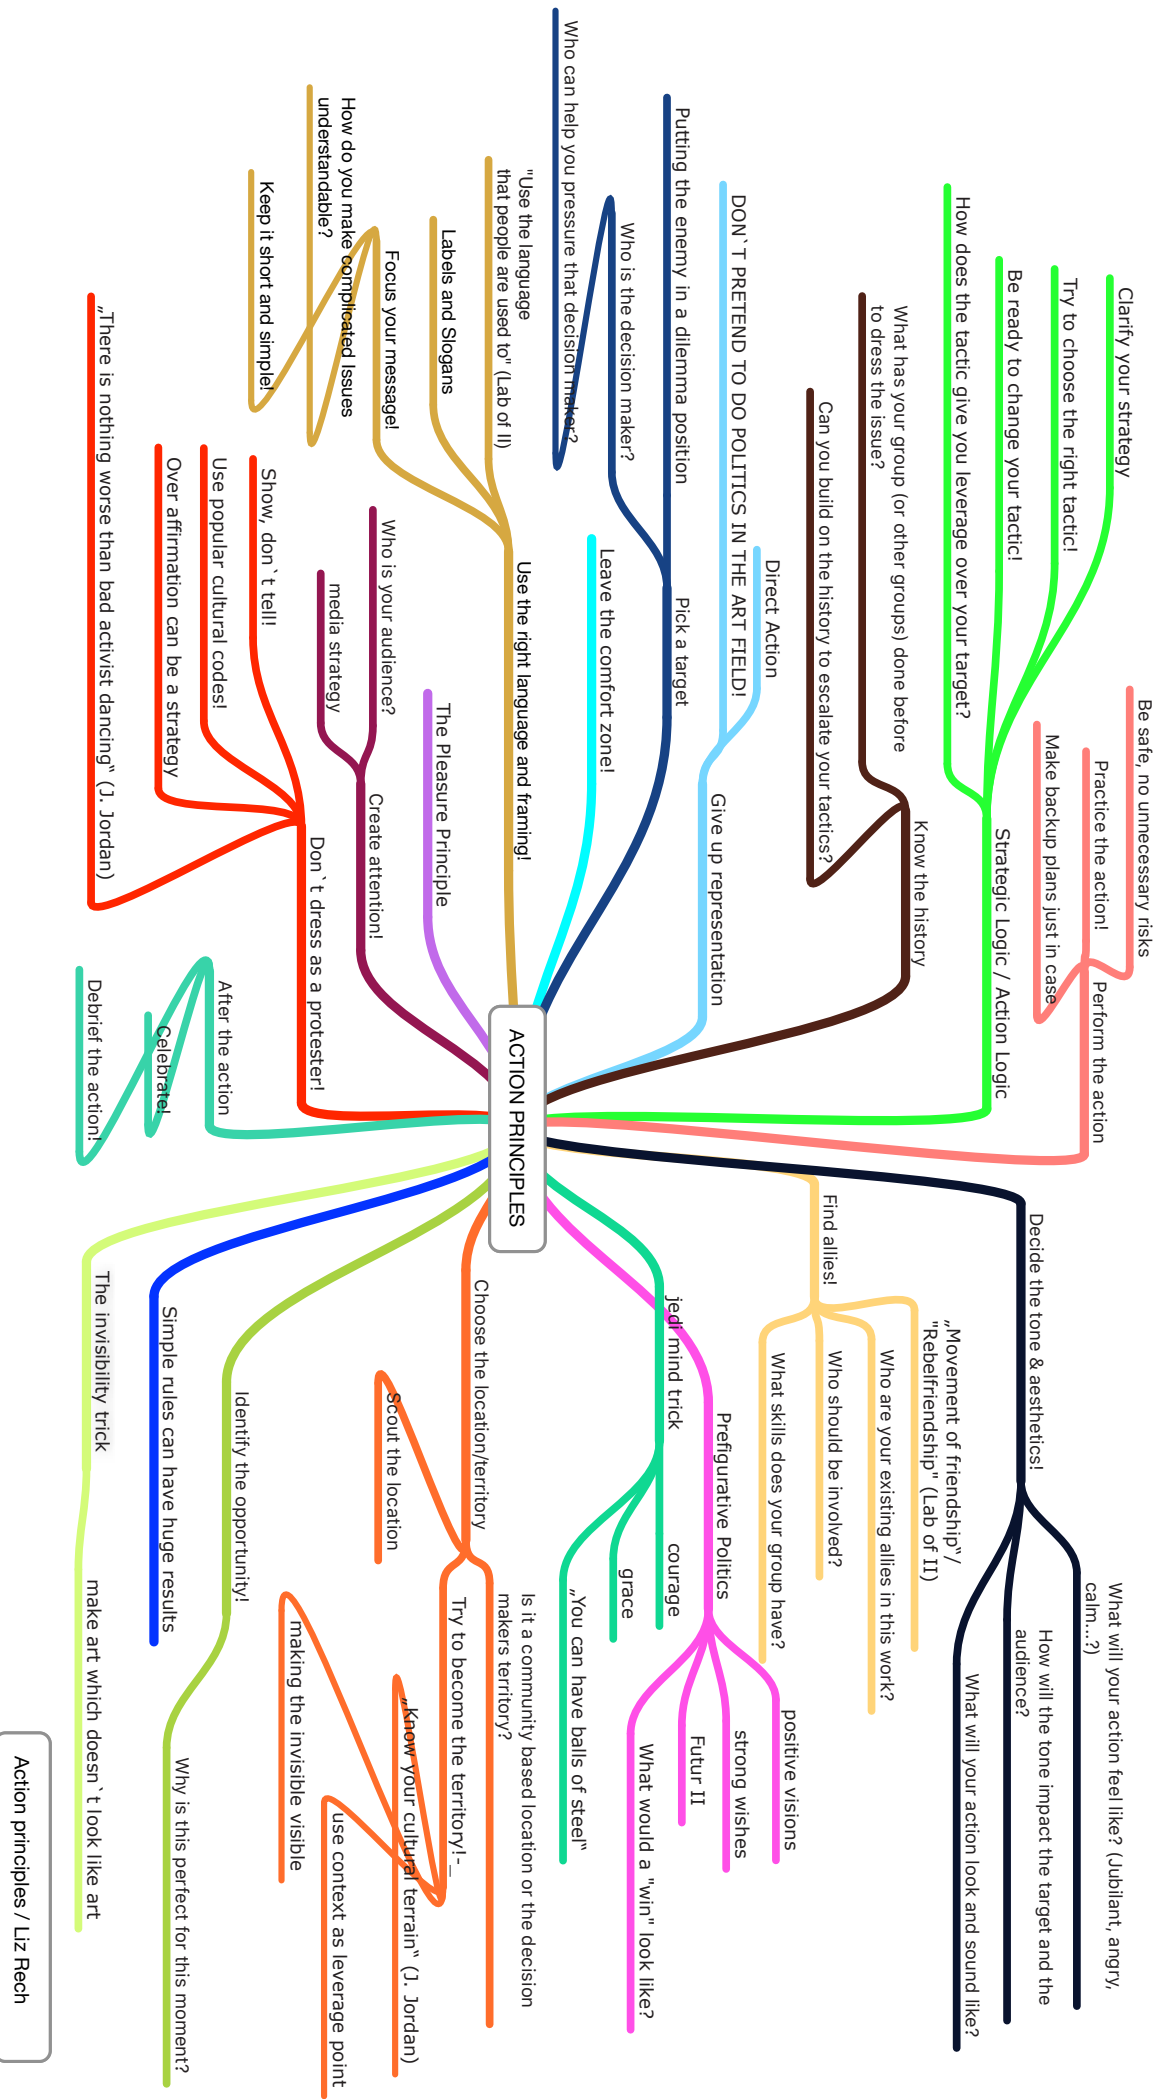 Be safe, no unnecessary risks
Practice the action!
Make backup plans just in case
Perform the action
Clarify your strategy
Try to choose the right tactic!
Be ready to change your tactic!
How does the tactic give you leverage over your target?
Strategic Logic / Action Logic
What has your group (or other groups) done before
to dress the issue?
Can you build on the history to escalate your tactics?
Know the history
Direct Action
DON`T PRETEND TO DO POLITICS IN THE ART FIELD!
Give up representation
Putting the enemy in a dilemma position
Who is the decision maker?
Who can help you pressure that decision maker?
Pick a target
Leave the comfort zone!
"Use the language
that people are used to" (Lab of II)
Labels and Slogans
Focus your message!
How do you make complicated Issues
understandable?
Keep it short and simple!
Use the right language and framing!
The Pleasure Principle
Who is your audience?
media strategy
Create attention!
Show, don`t tell!
Use popular cultural codes!
Over affirmation can be a strategy
„There is nothing worse than bad activist dancing“ (J. Jordan)
Don`t dress as a protester!
After the action
Celebrate!
Debrief the action!
ACTION PRINCIPLES
Decide the tone & aesthetics!
What will your action feel like? (Jubilant, angry,
calm...?)
How will the tone impact the target and the
audience?
What will your action look and sound like?
Find allies!
„Movement of friendship“/
"Rebelfriendship" (Lab of II)
Who are your existing allies in this work?
Who should be involved?
What skills does your group have?
Prefigurative Politics
positive visions
strong wishes
Futur II
What would a "win" look like?
jedi mind trick
courage
grace
„You can have balls of steel“
Choose the location/territory
Is it a community based location or the decision
makers territory?
Try to become the territory!-_
„Know your cultural terrain“ (J. Jordan)
use context as leverage point
making the invisible visible
Scout the location
Identify the opportunity!
Why is this perfect for this moment?
Simple rules can have huge results
The invisibility trick
make art which doesn`t look like art
Action principles / Liz Rech